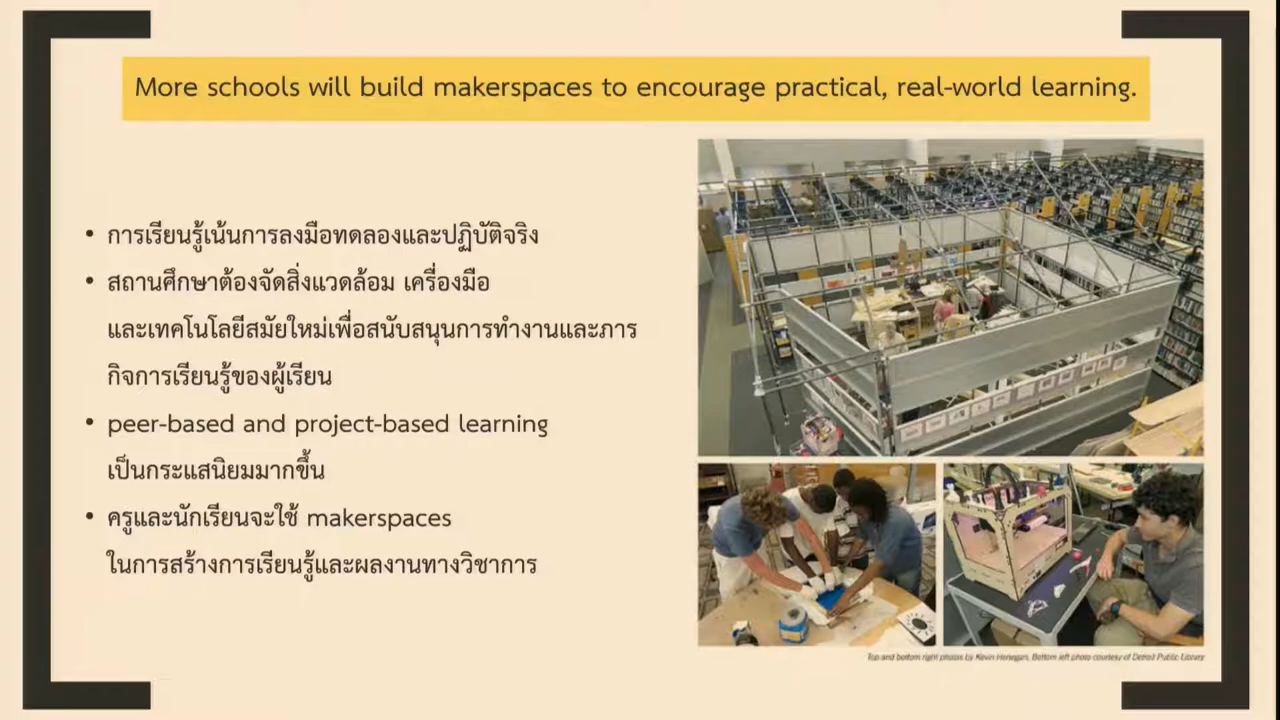 More schools will build makerspaces to encourage practical, real-world learning.
• การเรียนรู้เน้นการลงมือทดลองและปฏิบัติจริง
• สถานศึกษาต้องจัดสิ่งแวดล้อม เครื่องมือ
และเทคโนโลยีสมัยใหม่เพื่อสนับสนุนการทำงานและภาร
กิจการเรียนรู้ของผู้เรียน
• peer-based and project-based learning
เป็นกระแสนิยมมากขึ้น
• ครูและนักเรียนจะใช้ makerspaces
ในการสร้างการเรียนรู้และผลงานทางวิชาการ
Top and bottom right photos by Kevin Henegan, Bottom left photo courtesy of Detroit Public Library